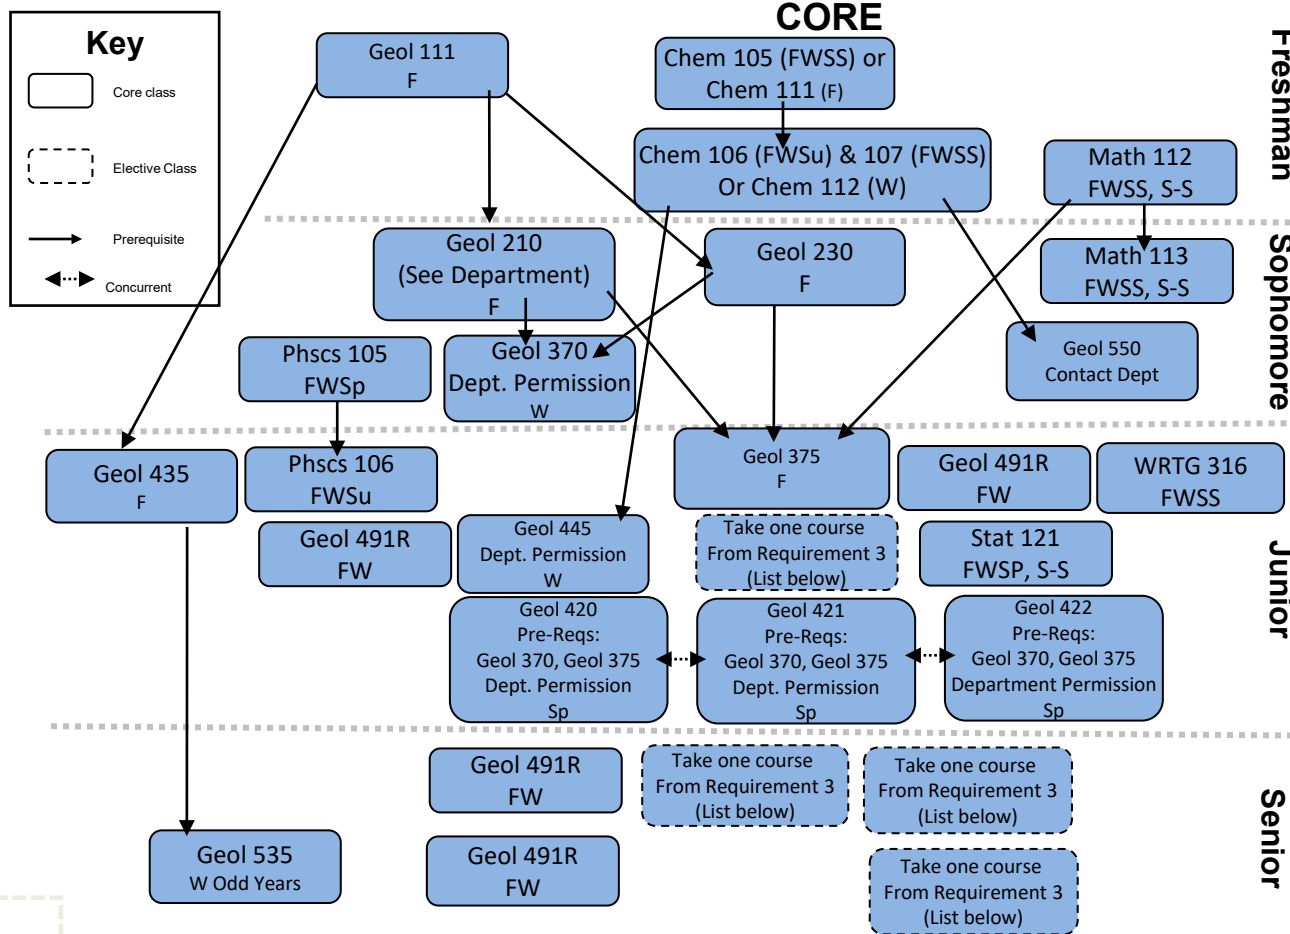 CORE
Key
Core class
Elective Class
Prerequisite
Concurrent
Freshman
Geol 111
F
Chem 105 (FWSS) or
Chem 111 (F)
Chem 106 (FWSu) & 107 (FWSS)
Or Chem 112 (W)
Math 112
FWSS, S-S
Sophomore
Geol 210
(See Department)
F
Geol 230
F
Math 113
FWSS, S-S
Phscs 105
FWSp
Geol 370
Dept. Permission
W
Geol 550
Contact Dept
Junior
Geol 435
F
Phscs 106
FWSu
Geol 375
F
Geol 491R
FW
WRTG 316
FWSS
Geol 491R
FW
Geol 445
Dept. Permission
W
Take one course
From Requirement 3
(List below)
Stat 121
FWSP, S-S
Geol 420
Pre-Reqs:
Geol 370, Geol 375
Dept. Permission
Sp
Geol 421
Pre-Reqs:
Geol 370, Geol 375
Dept. Permission
Sp
Geol 422
Pre-Reqs:
Geol 370, Geol 375
Department Permission
Sp
Senior
Geol 491R
FW
Take one course
From Requirement 3
(List below)
Take one course
From Requirement 3
(List below)
Geol 535
W Odd Years
Geol 491R
FW
Take one course
From Requirement 3
(List below)